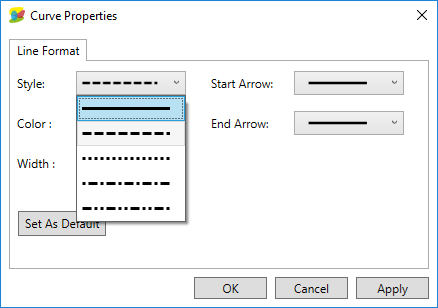 Curve Properties
Line Format
Style:
Start Arrow:
Color :
End Arrow:
Width :
Set As Default
OK
Cancel
Apply